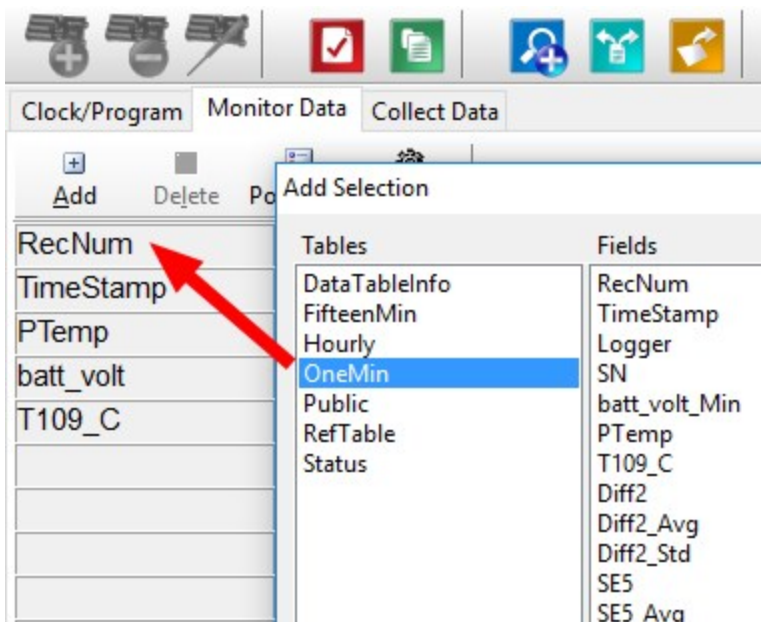 Clock/Program Monitor Data Collect Data
Add Delete Po
Add Selection
RecNum
TimeStamp
PTemp
batt_volt
T109_C
Tables
DataTableInfo
FifteenMin
Hourly
OneMin
Public
RefTable
Status
Fields
RecNum
TimeStamp
Logger
SN
batt_volt_Min
PTemp
T109_C
Diff2
Diff2_Avg
Diff2_Std
SE5
SE5_Avg